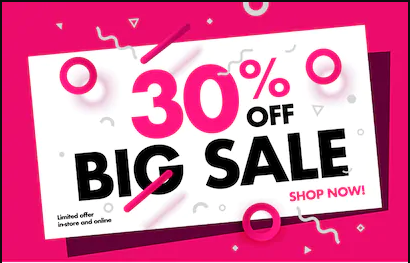 30% OFF
BIG SALE
SHOP NOW!
Limited offer
in-store and online